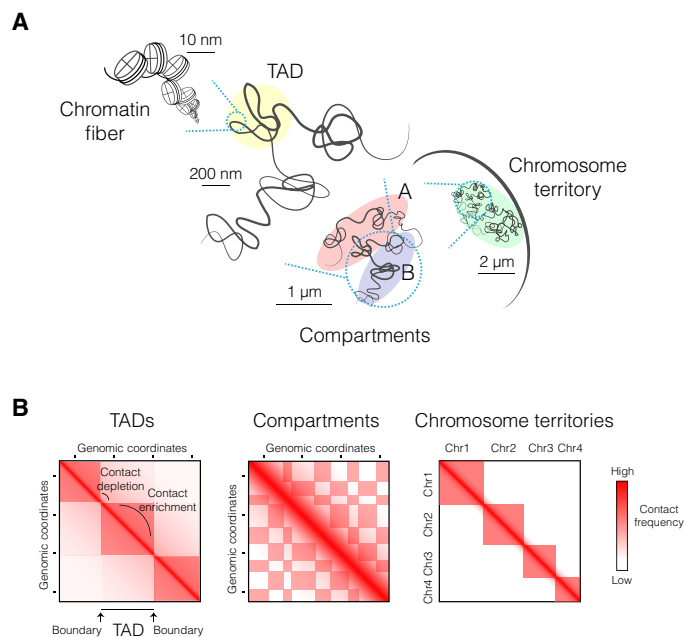 A
10 nm
TAD
Chromatin
fiber
200 nm
A
B
1 µm
Compartments
Chromosome
territory
2 µm
B
TADs
Compartments
Chromosome territories
Genomic coordinates
Genomic coordinates
Contact
depletion
Contact
enrichment
Boundary
TAD
Boundary
Genomic coordinates
Genomic coordinates
Chr1 Chr2 Chr3 Chr4
Chr1
Chr2
Chr3
Chr4
High
Contact
frequency
Low